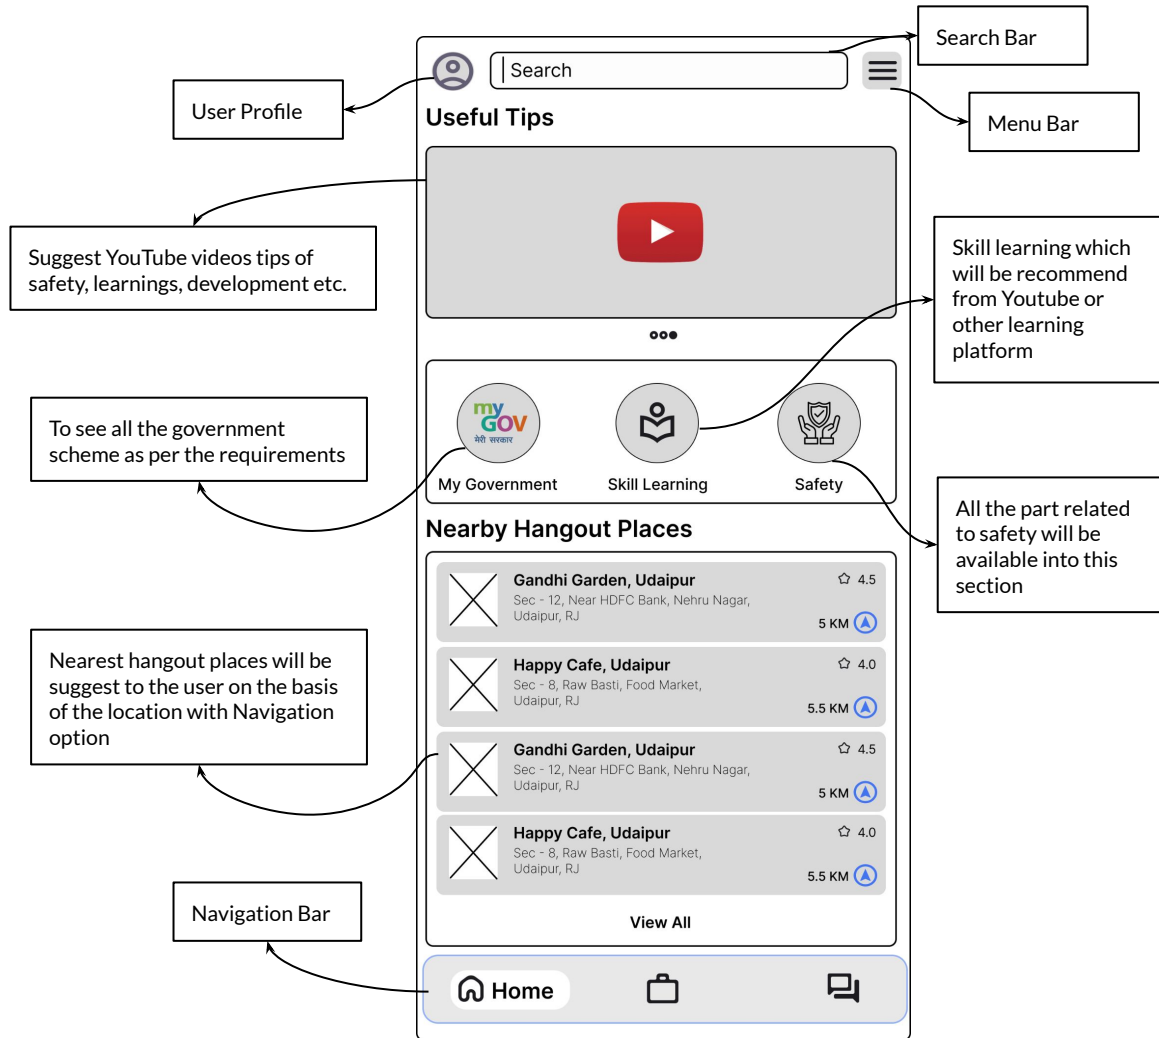 Search Bar
Search
User Profile
Menu Bar
Useful Tips
Suggest YouTube videos tips of
safety, learnings, development etc.
Skill learning which
will be recommend
from Youtube or
other learning
platform
my
GOV
मेरी सरकार
To see all the government
scheme as per the requirements
My Government
Skill Learning
Safety
All the part related
to safety will be
available into this
section
Nearby Hangout Places
Gandhi Garden, Udaipur
4.5
Sec - 12, Near HDFC Bank, Nehru Nagar,
Udaipur, RJ
5 KM
Nearest hangout places will be
suggest to the user on the basis
of the location with Navigation
option
Happy Cafe, Udaipur
4.0
Sec - 8, Raw Basti, Food Market,
Udaipur, RJ
5.5 KM
Gandhi Garden, Udaipur
4.5
Sec - 12, Near HDFC Bank, Nehru Nagar,
Udaipur, RJ
5 KM
Happy Cafe, Udaipur
4.0
Sec - 8, Raw Basti, Food Market,
Udaipur, RJ
5.5 KM
Navigation Bar
View All
Home